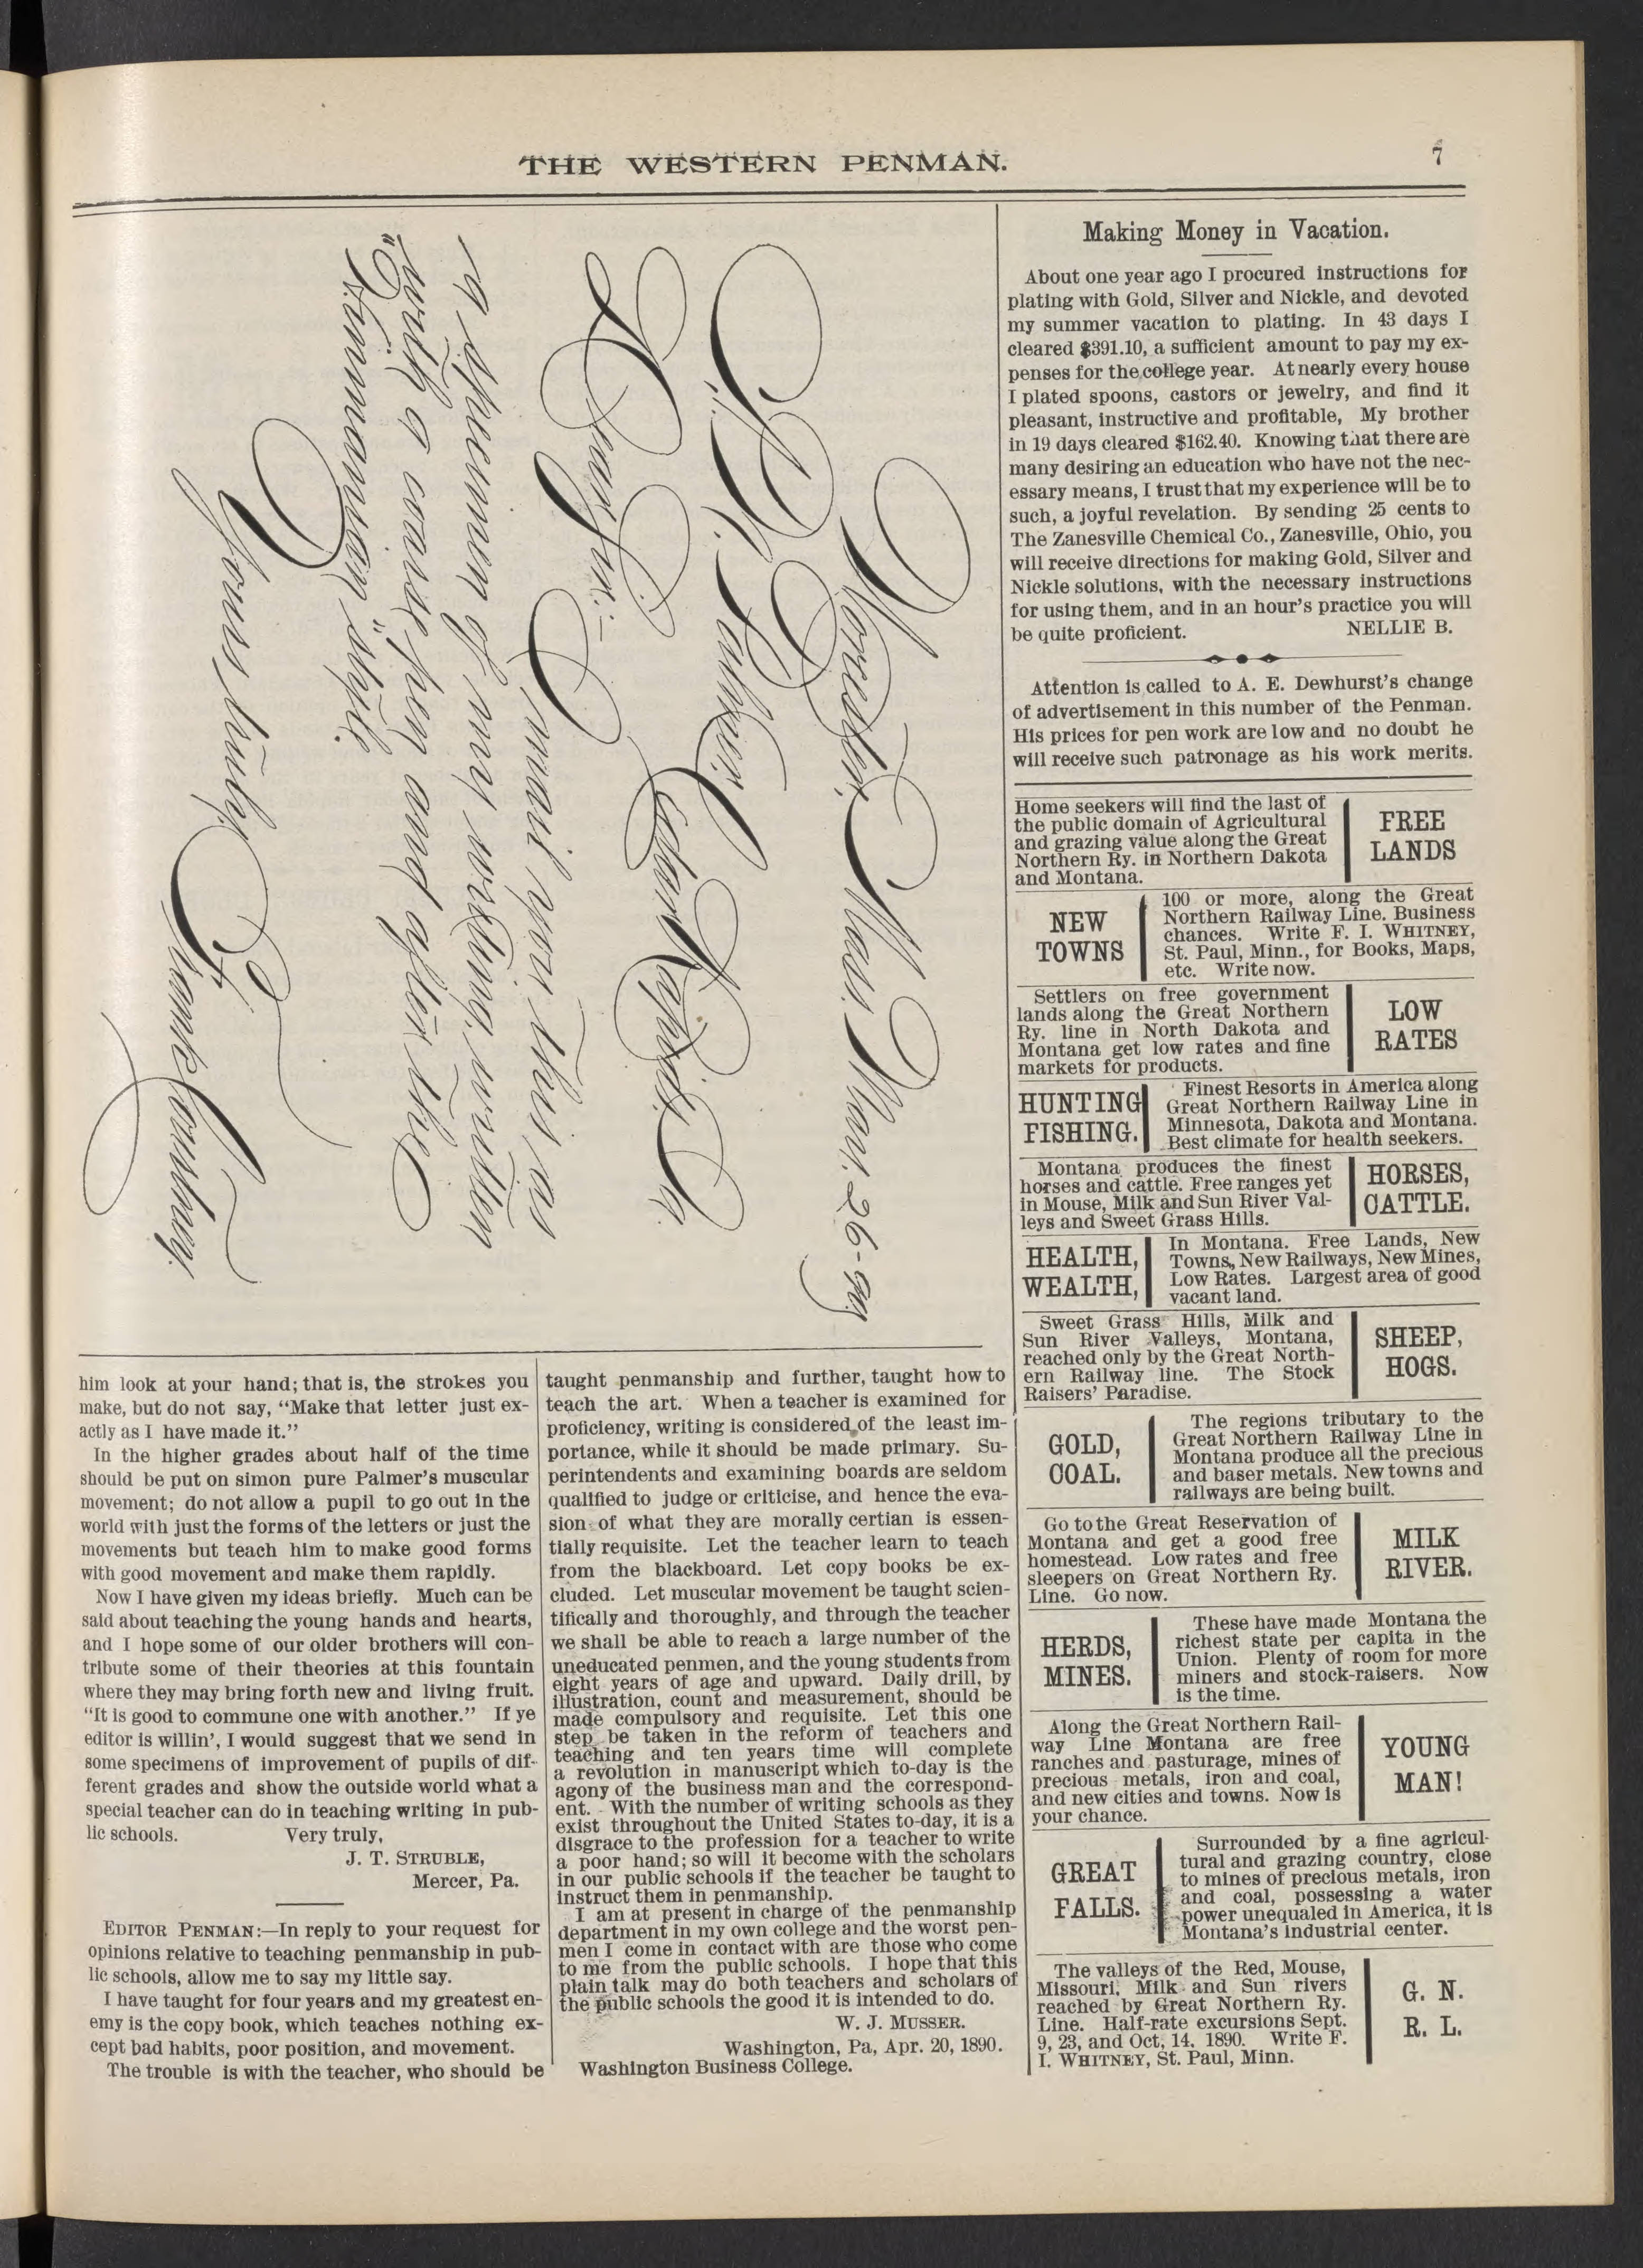 THE WESTERN PENMAN.
7
Worcester, Mass. Mar. 26-90.
A. N. Palmer,
Cedar Rapids Ia.
Dear Sir:—
I mail you this as
a specimen of my writing, written
with a coarse pen and after the
"Zinnamanian" style.
Yours truly,
him look at your hand; that is, the strokes you
make, but do not say, "Make that letter just ex-
actly as I have made it."
In the higher grades about half of the time
should be put on simon pure Palmer's muscular
movement; do not allow a pupil to go out in the
world with just the forms of the letters or just the
movements but teach him to make good forms
with good movement and make them rapidly.
Now I have given my ideas briefly. Much can be
said about teaching the young hands and hearts,
and I hope some of our older brothers will con-
tribute some of their theories at this fountain
where they may bring forth new and living fruit.
"It is good to commune one with another." If ye
editor is willin', I would suggest that we send in
some specimens of improvement of pupils of dif-
ferent grades and show the outside world what a
special teacher can do in teaching writing in pub-
lic schools. Very truly,
J. T. STRUBLE,
Mercer, Pa.
EDITOR PENMAN:—In reply to your request for
opinions relative to teaching penmanship in pub-
lic schools, allow me to say my little say.
I have taught for four years and my greatest en-
emy is the copy book, which teaches nothing ex-
cept bad habits, poor position, and movement.
The trouble is with the teacher, who should be
taught penmanship and further, taught how to
teach the art. When a teacher is examined for
proficiency, writing is considered of the least im-
portance, while it should be made primary. Su-
perintendents and examining boards are seldom
qualified to judge or criticise, and hence the eva-
sion of what they are morally certian is essen-
tially requisite. Let the teacher learn to teach
from the blackboard. Let copy books be ex-
cluded. Let muscular movement be taught scien-
tifically and thoroughly, and through the teacher
we shall be able to reach a large number of the
uneducated penmen, and the young students from
eight years of age and upward. Daily drill, by
illustration, count and measurement, should be
made compulsory and requisite. Let this one
step be taken in the reform of teachers and
teaching and ten years time will complete
a revolution in manuscript which to-day is the
agony of the business man and the correspond-
ent. With the number of writing schools as they
exist throughout the United States to-day, it is a
disgrace to the profession for a teacher to write
a poor hand; so will it become with the scholars
in our public schools if the teacher be taught to
instruct them in penmanship.
I am at present in charge of the penmanship
department in my own college and the worst pen-
men I come in contact with are those who come
to me from the public schools. I hope that this
plain talk may do both teachers and scholars of
the public schools the good it is intended to do.
W. J. MUSSER.
Washington, Pa, Apr. 20, 1890.
Washington Business College.
Making Money in Vacation.
About one year ago I procured instructions for
plating with Gold, Silver and Nickle, and devoted
my summer vacation to plating. In 43 days I
cleared $391.10, a sufficient amount to pay my ex-
penses for the college year. At nearly every house
I plated spoons, castors or jewelry, and find it
pleasant, instructive and profitable, My brother
in 19 days cleared $162.40. Knowing that there are
many desiring an education who have not the nec-
essary means, I trust that my experience will be to
such, a joyful revelation. By sending 25 cents to
The Zanesville Chemical Co., Zanesville, Ohio, you
will receive directions for making Gold, Silver and
Nickle solutions, with the necessary instructions
for using them, and in an hour's practice you will
be quite proficient. NELLIE B.
Attention is called to A. E. Dewhurst's change
of advertisement in this number of the Penman.
His prices for pen work are low and no doubt he
will receive such patronage as his work merits.
Home seekers will find the last of
the public domain of Agricultural
and grazing value along the Great
Northern Ry. in Northern Dakota
and Montana.
FREE
LANDS
NEW
TOWNS
100 or more, along the Great
Northern Railway Line. Business
chances. Write F. I. WHITNEY,
St. Paul, Minn., for Books, Maps,
etc. Write now.
Settlers on free government
lands along the Great Northern
Ry. line in North Dakota and
Montana get low rates and fine
markets for products.
LOW
RATES
HUNTING
FISHING.
Finest Resorts in America along
Great Northern Railway Line in
Minnesota, Dakota and Montana.
Best climate for health seekers.
Montana produces the finest
horses and cattle. Free ranges yet
in Mouse, Milk and Sun River Val-
leys and Sweet Grass Hills.
HORSES,
CATTLE.
HEALTH,
WEALTH,
In Montana. Free Lands, New
Towns, New Railways, New Mines,
Low Rates. Largest area of good
vacant land.
Sweet Grass Hills, Milk and
Sun River Valleys, Montana,
reached only by the Great North-
ern Railway line. The Stock
Raisers' Paradise.
SHEEP,
HOGS.
GOLD,
COAL.
The regions tributary to the
Great Northern Railway Line in
Montana produce all the precious
and baser metals. New towns and
railways are being built.
Go to the Great Reservation of
Montana and get a good free
homestead. Low rates and free
sleepers on Great Northern Ry.
Line. Go now.
MILK
RIVER.
HERDS,
MINES.
These have made Montana the
richest state per capita in the
Union. Plenty of room for more
miners and stock-raisers. Now
is the time.
Along the Great Northern Rail-
way Line Montana are free
ranches and pasturage, mines of
precious metals, iron and coal,
and new cities and towns. Now is
your chance.
YOUNG
MAN!
GREAT
FALLS.
Surrounded by a fine agricul-
tural and grazing country, close
to mines of precious metals, iron
and coal, possessing a water
power unequaled in America, it is
Montana's industrial center.
The valleys of the Red, Mouse,
Missouri, Milk and Sun rivers
reached by Great Northern Ry.
Line. Half-rate excursions Sept.
9, 23, and Oct, 14, 1890. Write F.
I. WHITNEY, St. Paul, Minn.
G. N.
R. L.